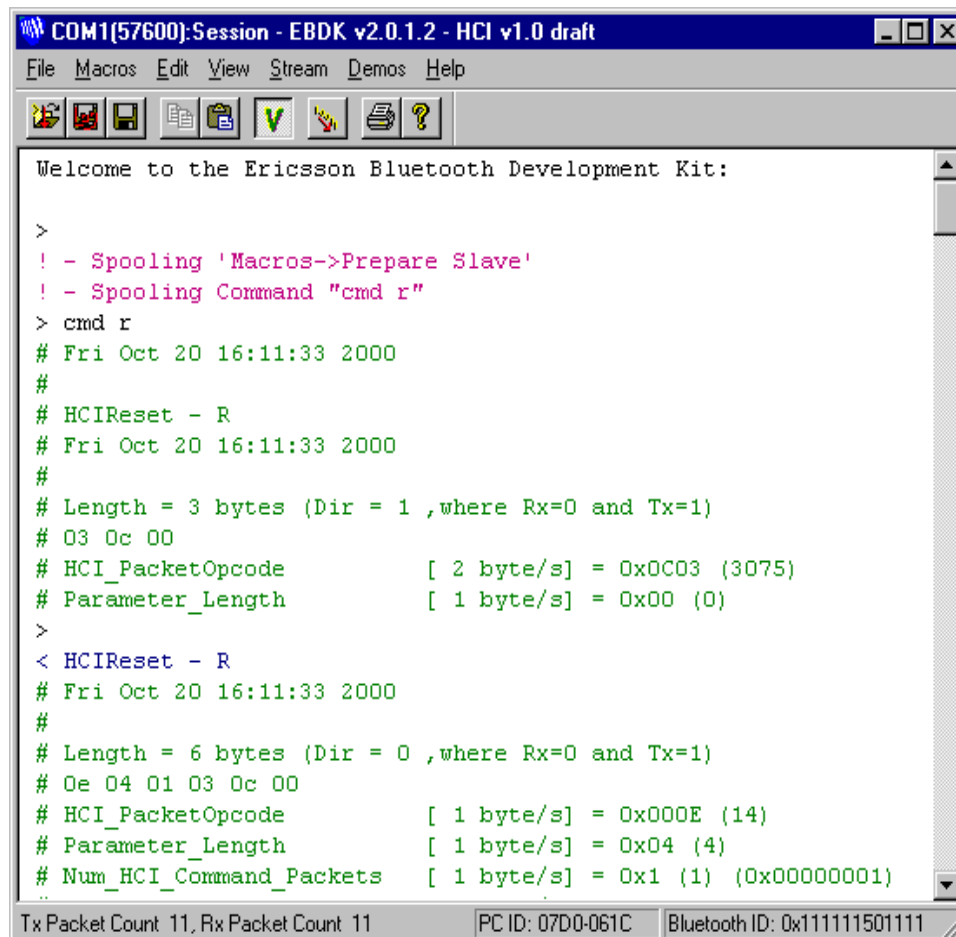 COM1(57600):Session - EBDK v2.0.1.2 - HCI v1.0 draft
File Macros Edit View Stream Demos Help
Welcome to the Ericsson Bluetooth Development Kit:
>
! - Spooling 'Macros->Prepare Slave'
! - Spooling Command "cmd r"
> cmd r
# Fri Oct 20 16:11:33 2000
#
# HCIReset - R
# Fri Oct 20 16:11:33 2000
#
# Length = 3 bytes (Dir = 1 ,where Rx=0 and Tx=1)
# 03 0c 00
# HCI_PacketOpcode [ 2 byte/s] = 0x0C03 (3075)
# Parameter_Length [ 1 byte/s] = 0x00 (0)
>
< HCIReset - R
# Fri Oct 20 16:11:33 2000
#
# Length = 6 bytes (Dir = 0 ,where Rx=0 and Tx=1)
# 0e 04 01 03 0c 00
# HCI_PacketOpcode [ 1 byte/s] = 0x000E (14)
# Parameter_Length [ 1 byte/s] = 0x04 (4)
# Num_HCI_Command_Packets [ 1 byte/s] = 0x1 (1) (0x00000001)
Tx Packet Count 11, Rx Packet Count 11 PC ID: 07D0-061C Bluetooth ID: 0x111111501111